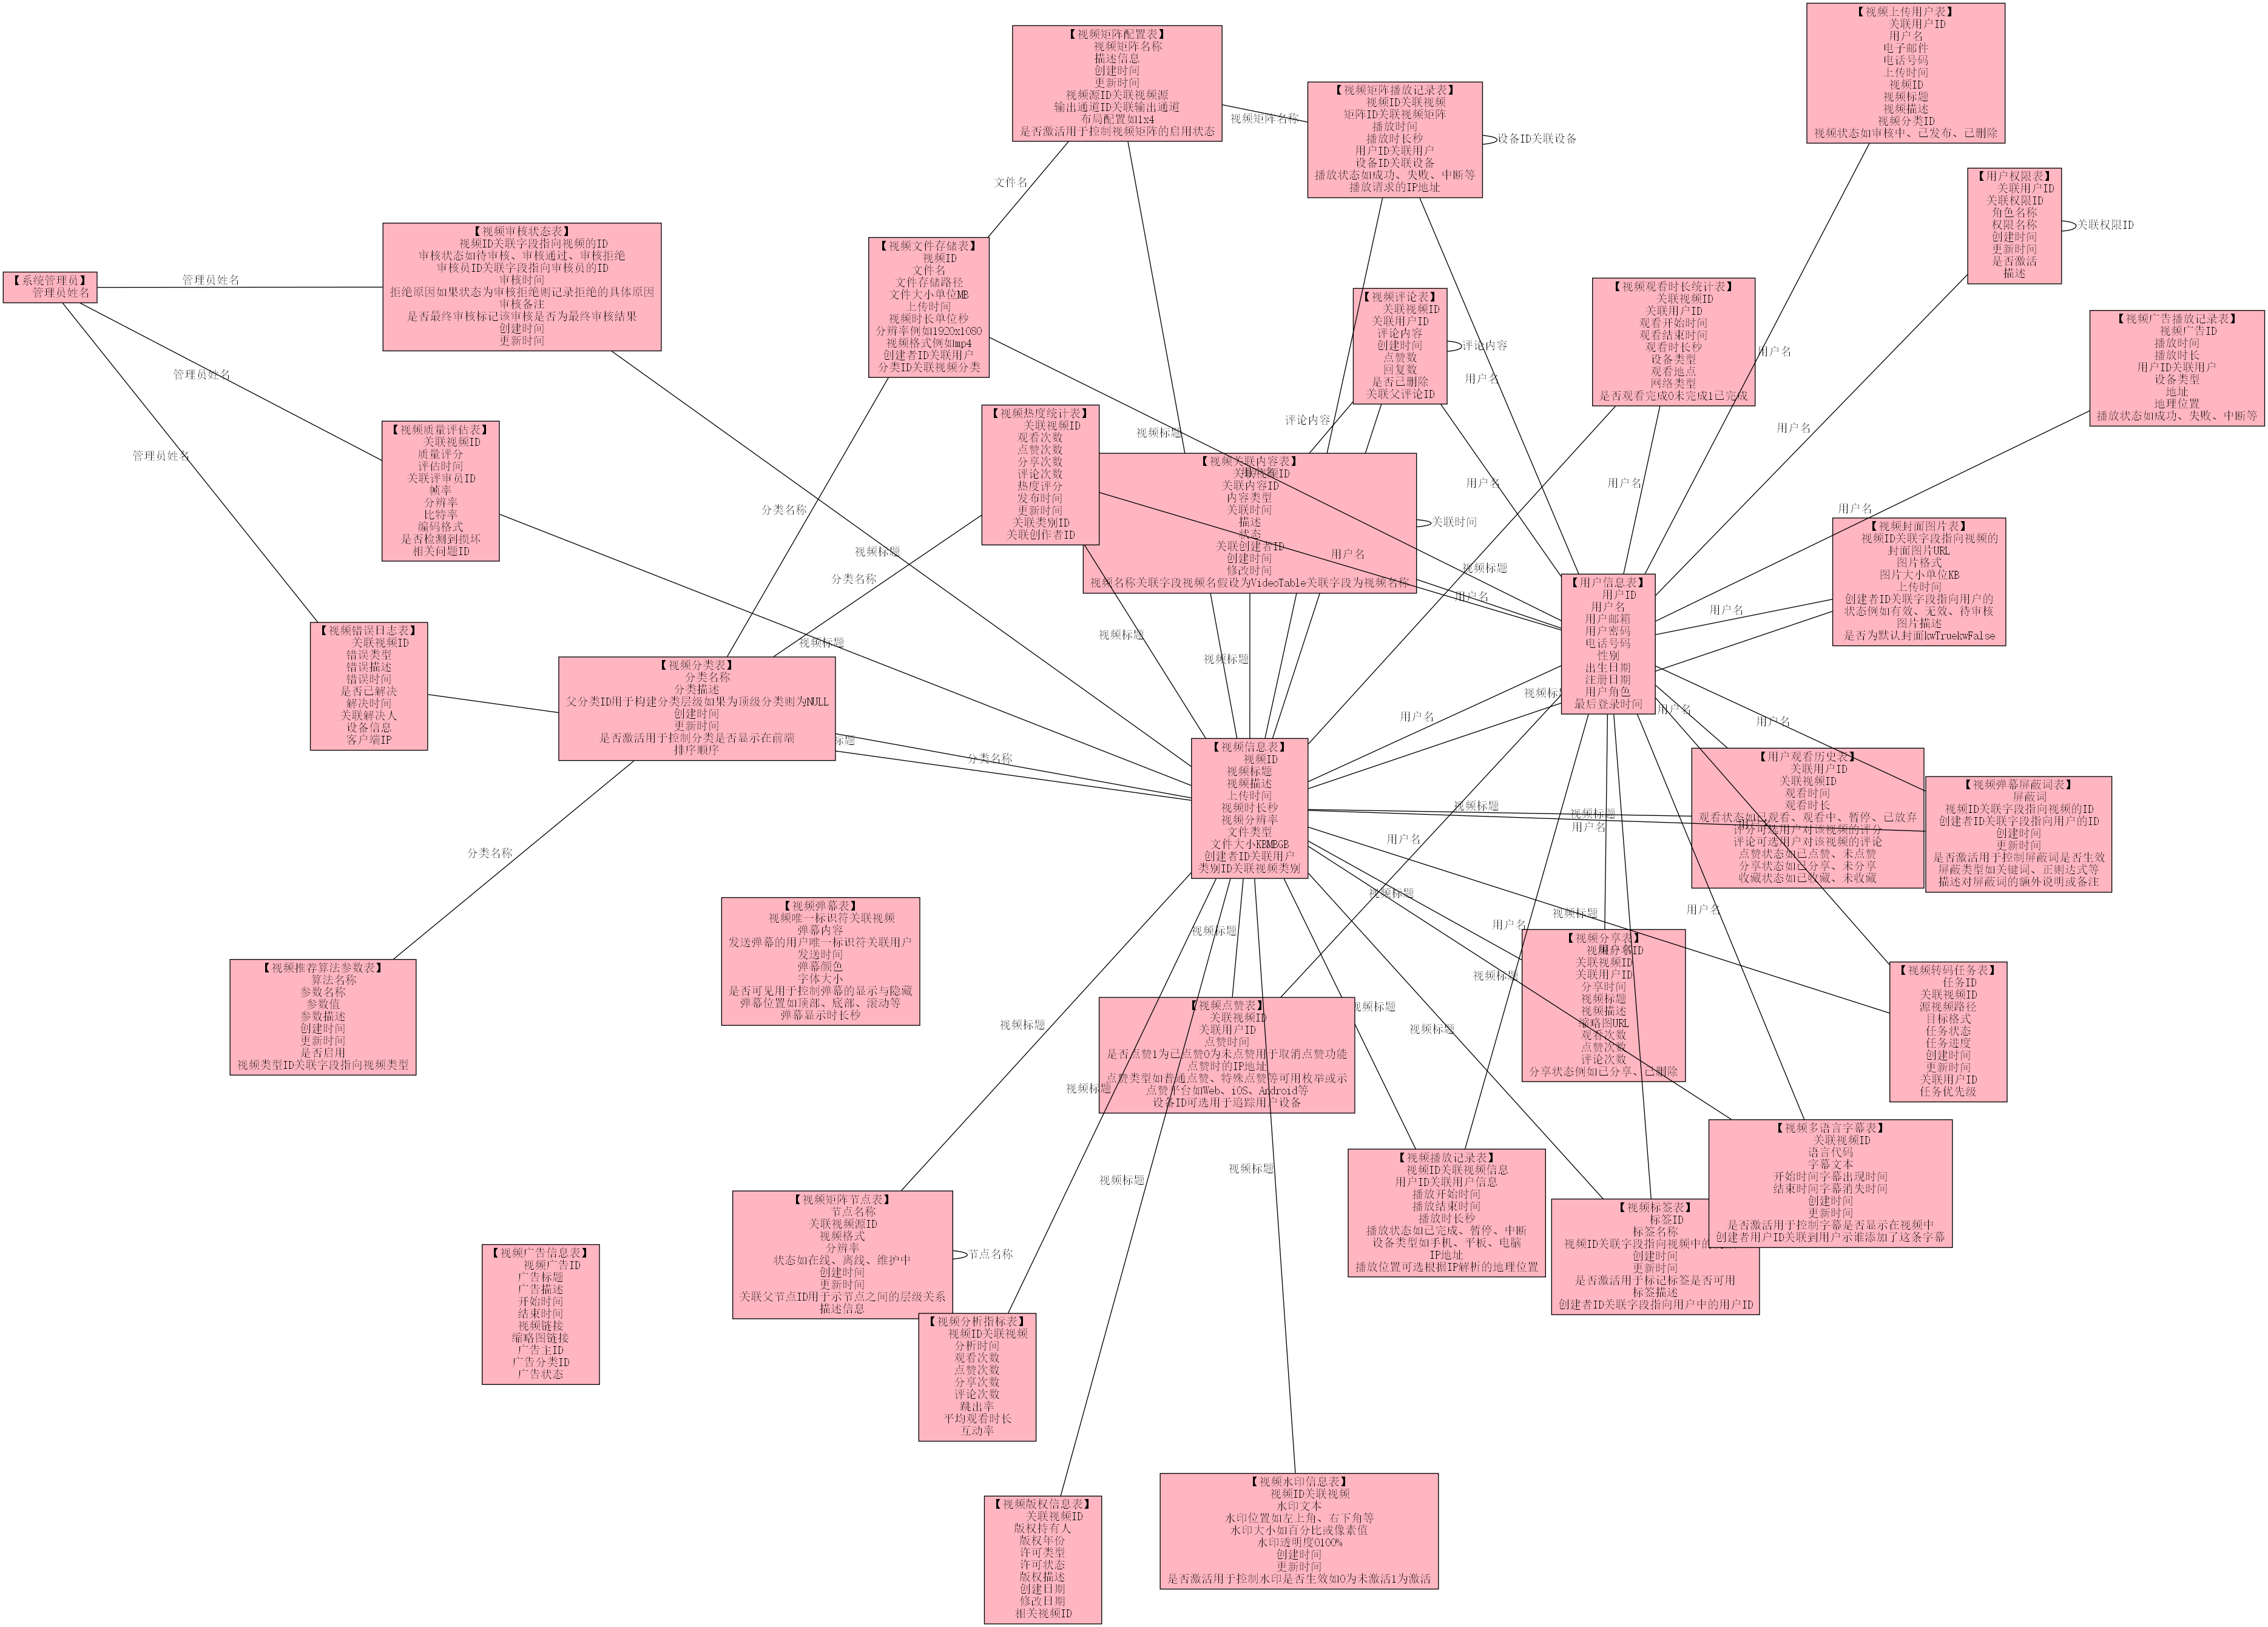 【视频上传用户表】
关联用户ID
用户名
电子邮件
电话号码
上传时间
视频ID
视频标题
视频描述
视频分类ID
视频状态如审核中、已发布、已删除
【视频矩阵配置表】
视频矩阵名称
描述信息
创建时间
更新时间
视频源ID关联视频源
输出通道ID关联输出通道
布局配置如1x4
是否激活用于控制视频矩阵的启用状态
视频矩阵名称
【视频矩阵播放记录表】
视频ID关联视频
矩阵ID关联视频矩阵
播放时间
播放时长秒
用户ID关联用户
设备ID关联设备
播放状态如成功、失败、中断等
播放请求的IP地址
设备ID关联设备
【用户权限表】
关联用户ID
关联权限ID
角色名称
权限名称
创建时间
更新时间
是否激活
描述
关联权限ID
文件名
【视频审核状态表】
视频ID关联字段指向视频的ID
审核状态如待审核、审核通过、审核拒绝
审核员ID关联字段指向审核员的ID
审核时间
拒绝原因如果状态为审核拒绝则记录拒绝的具体原因
审核备注
是否最终审核标记该审核是否为最终审核结果
创建时间
更新时间
【系统管理员】
管理员姓名
管理员姓名
管理员姓名
管理员姓名
【视频文件存储表】
视频ID
文件名
文件存储路径
文件大小单位MB
上传时间
视频时长单位秒
分辨率例如1920x1080
视频格式例如mp4
创建者ID关联用户
分类ID关联视频分类
【视频评论表】
关联视频ID
关联用户ID
评论内容
创建时间
点赞数
回复数
是否已删除
关联父评论ID
评论内容
用户名
评论内容
【视频观看时长统计表】
关联视频ID
关联用户ID
观看开始时间
观看结束时间
观看时长秒
设备类型
观看地点
网络类型
是否观看完成0未完成1已完成
用户名
用户名
【视频广告播放记录表】
视频广告ID
播放时间
播放时长
用户ID关联用户
设备类型
地址
地理位置
播放状态如成功、失败、中断等
【视频质量评估表】
关联视频ID
质量评分
评估时间
关联评审员ID
帧率
分辨率
比特率
编码格式
是否检测到损坏
相关问题ID
【视频热度统计表】
关联视频ID
观看次数
点赞次数
分享次数
评论次数
热度评分
发布时间
更新时间
关联类别ID
关联创作者ID
视频标题
【视频关联内容表】
关联视频ID
关联内容ID
内容类型
关联时间
描述
状态
关联创建者ID
创建时间
修改时间
视频名称关联字段视频名假设为VideoTable关联字段为视频名称
关联时间
用户名
用户名
用户名
分类名称
视频标题
分类名称
用户名
视频标题
用户名
用户名
【视频封面图片表】
视频ID关联字段指向视频的
封面图片URL
图片格式
图片大小单位KB
上传时间
创建者ID关联字段指向用户的
状态例如有效、无效、待审核
图片描述
是否为默认封面kwTruekwFalse
【用户信息表】
用户ID
用户名
用户邮箱
用户密码
电话号码
性别
出生日期
注册日期
用户角色
最后登录时间
视频标题
视频标题
视频标题
用户名
用户名
用户名
【视频错误日志表】
关联视频ID
错误类型
错误描述
错误时间
是否已解决
解决时间
关联解决人
设备信息
客户端IP
【视频分类表】
分类名称
分类描述
父分类ID用于构建分类层级如果为顶级分类则为NULL
创建时间
更新时间
是否激活用于控制分类是否显示在前端
排序顺序
标题
分类名称
【视频信息表】
视频ID
视频标题
视频描述
上传时间
视频时长秒
视频分辨率
文件类型
文件大小KBMBGB
创建者ID关联用户
类别ID关联视频类别
【用户观看历史表】
关联用户ID
关联视频ID
观看时间
观看时长
观看状态如已观看、观看中、暂停、已放弃
评分可选用户对该视频的评分
评论可选用户对该视频的评论
点赞状态如已点赞、未点赞
分享状态如已分享、未分享
收藏状态如已收藏、未收藏
【视频弹幕屏蔽词表】
屏蔽词
视频ID关联字段指向视频的ID
创建者ID关联字段指向用户的ID
创建时间
更新时间
是否激活用于控制屏蔽词是否生效
屏蔽类型如关键词、正则达式等
描述对屏蔽词的额外说明或备注
视频标题
视频标题
用户名
用户名
分类名称
视频标题
用户名
视频标题
用户名
视频标题
【视频弹幕表】
视频唯一标识符关联视频
弹幕内容
发送弹幕的用户唯一标识符关联用户
发送时间
弹幕颜色
字体大小
是否可见用于控制弹幕的显示与隐藏
弹幕位置如顶部、底部、滚动等
弹幕显示时长秒
【视频分享表】
视频分享ID
关联视频ID
关联用户ID
分享时间
视频标题
视频描述
缩略图URL
观看次数
点赞次数
评论次数
分享状态例如已分享、已删除
【视频推荐算法参数表】
算法名称
参数名称
参数值
参数描述
创建时间
更新时间
是否启用
视频类型ID关联字段指向视频类型
【视频转码任务表】
任务ID
关联视频ID
源视频路径
目标格式
任务状态
任务进度
创建时间
更新时间
关联用户ID
任务优先级
视频标题
【视频点赞表】
关联视频ID
关联用户ID
点赞时间
是否点赞1为已点赞0为未点赞用于取消点赞功能
点赞时的IP地址
点赞类型如普通点赞、特殊点赞等可用枚举或示
点赞平台如Web、iOS、Android等
设备ID可选用于追踪用户设备
视频标题
视频标题
视频标题
视频标题
【视频多语言字幕表】
关联视频ID
语言代码
字幕文本
开始时间字幕出现时间
结束时间字幕消失时间
创建时间
更新时间
是否激活用于控制字幕是否显示在视频中
创建者用户ID关联到用户示谁添加了这条字幕
【视频播放记录表】
视频ID关联视频信息
用户ID关联用户信息
播放开始时间
播放结束时间
播放时长秒
播放状态如已完成、暂停、中断
设备类型如手机、平板、电脑
IP地址
播放位置可选根据IP解析的地理位置
视频标题
视频标题
【视频矩阵节点表】
节点名称
关联视频源ID
视频格式
分辨率
状态如在线、离线、维护中
创建时间
更新时间
关联父节点ID用于示节点之间的层级关系
描述信息
节点名称
【视频标签表】
标签ID
标签名称
视频ID关联字段指向视频中的
创建时间
更新时间
是否激活用于标记标签是否可用
标签描述
创建者ID关联字段指向用户中的用户ID
【视频广告信息表】
视频广告ID
广告标题
广告描述
开始时间
结束时间
视频链接
缩略图链接
广告主ID
广告分类ID
广告状态
【视频分析指标表】
视频ID关联视频
分析时间
观看次数
点赞次数
分享次数
评论次数
跳出率
平均观看时长
互动率
【视频水印信息表】
视频ID关联视频
水印文本
水印位置如左上角、右下角等
水印大小如百分比或像素值
水印透明度0100%
创建时间
更新时间
是否激活用于控制水印是否生效如0为未激活1为激活
【视频版权信息表】
关联视频ID
版权持有人
版权年份
许可类型
许可状态
版权描述
创建日期
修改日期
相关视频ID